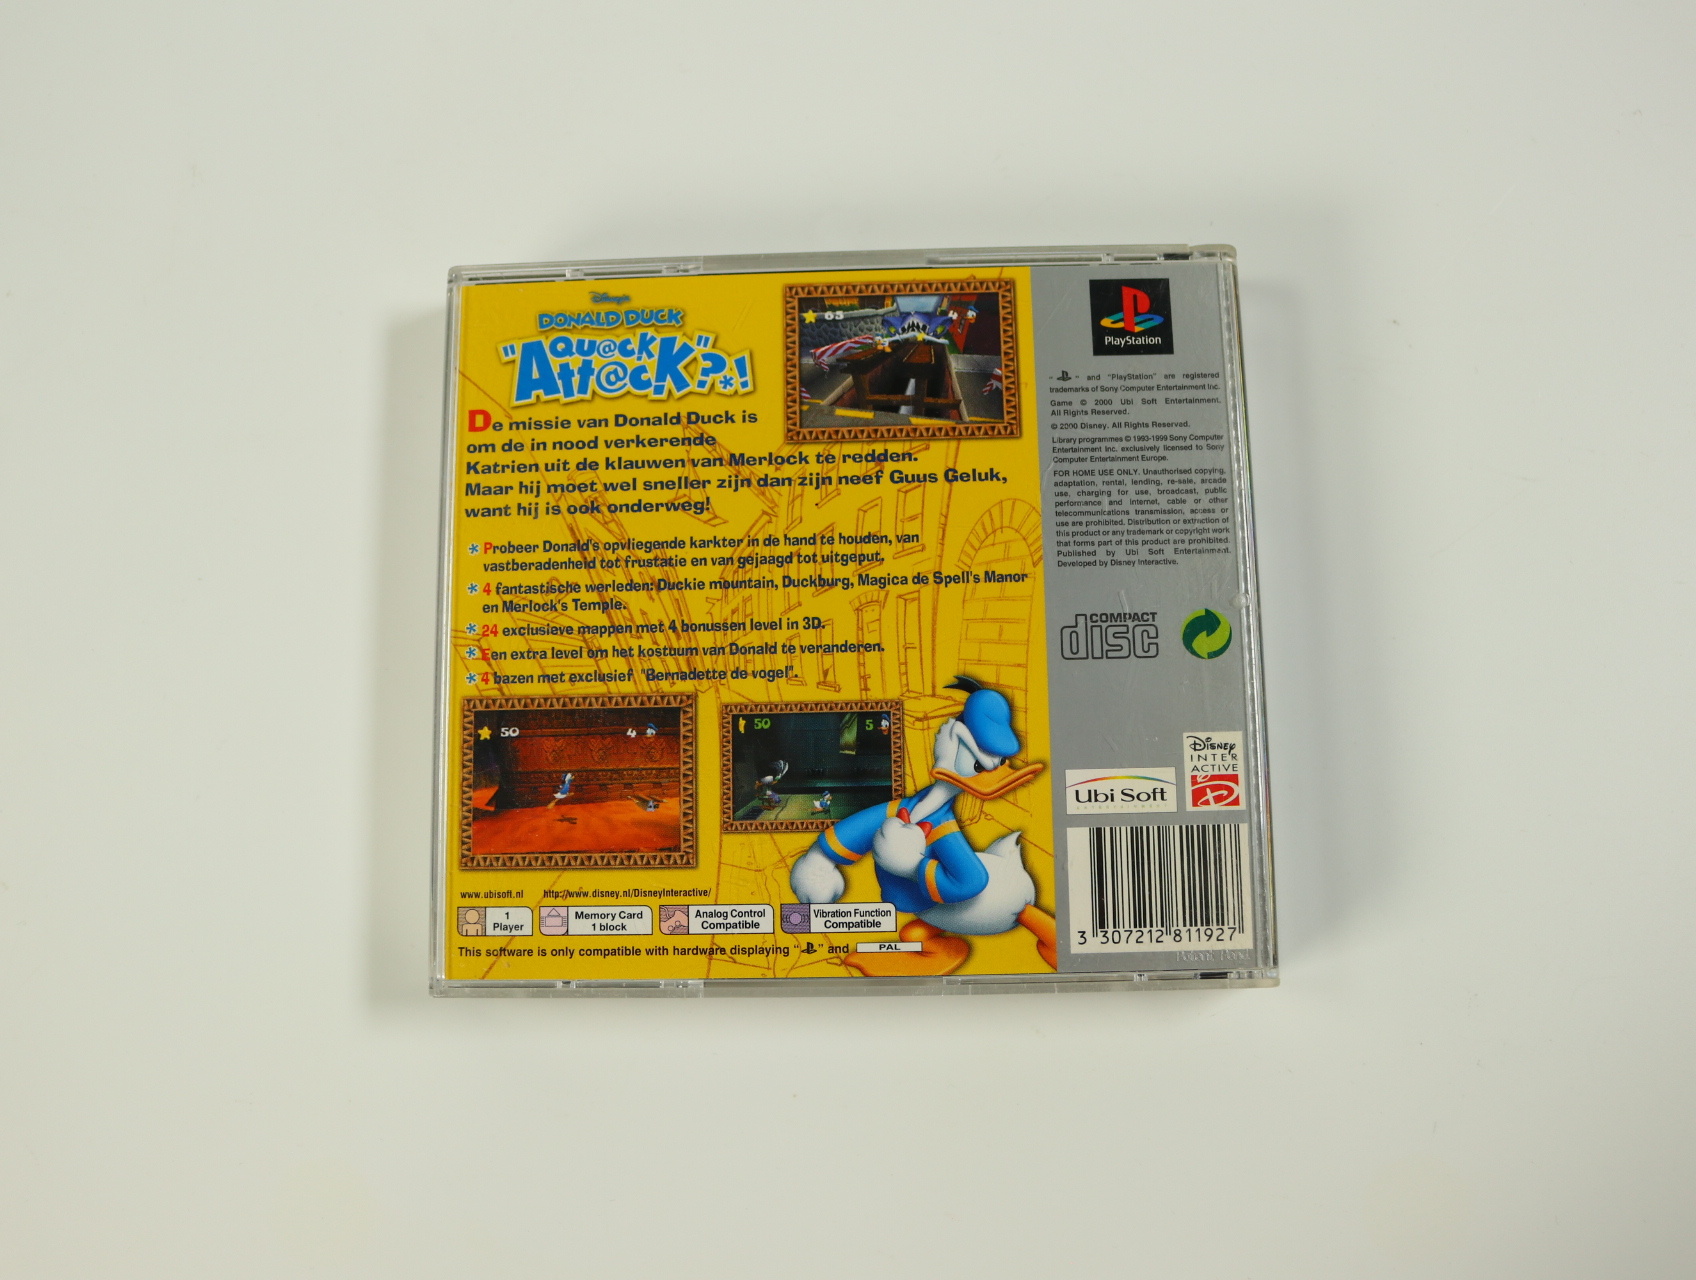 Disney's
DONALD DUCK
"QU@CK
Att@cK"?*!
De missie van Donald Duck is
om de in nood verkerende
Katrien uit de klauwen van Merlock te redden.
Maar hij moet wel sneller zijn dan zijn neef Guus Geluk,
want hij is ook onderweg!
* Probeer Donald's opvliegende karkter in de hand te houden, van
vastberadenheid tot frustatie en van gejaagd tot uitgeput.
* 4 fantastische werleden: Duckie mountain, Duckburg, Magica de Spell's Manor
en Merlock's Temple.
* 24 exclusieve mappen met 4 bonussen level in 3D.
* Een extra level om het kostuum van Donald te veranderen.
* 4 bazen met exclusief "Bernadette de vogel".
65 4
50 4
50 5
www.ubisoft.nl http://www.disney.nl/DisneyInteractive/
1
Player
Memory Card
1 block
Analog Control
Compatible
Vibration Function
Compatible
This software is only compatible with hardware displaying " " and PAL
PlayStation
" " and "PlayStation" are registered
trademarks of Sony Computer Entertainment Inc.
Game © 2000 Ubi Soft Entertainment.
All Rights Reserved.
© 2000 Disney. All Rights Reserved.
Library programmes © 1993-1999 Sony Computer
Entertainment Inc. exclusively licensed to Sony
Computer Entertainment Europe.
FOR HOME USE ONLY. Unauthorised copying,
adaptation, rental, lending, re-sale, arcade
use, charging for use, broadcast, public
performance and internet, cable or other
telecommunications transmission, access or
use are prohibited. Distribution or extraction of
this product or any trademark or copyright work
that forms part of this product are prohibited.
Published by Ubi Soft Entertainment.
Developed by Disney Interactive.
COMPACT
disc
Ubi Soft
ENTERTAINMENT
DISNEY
INTER
ACTIVE
D
3 307212 811927